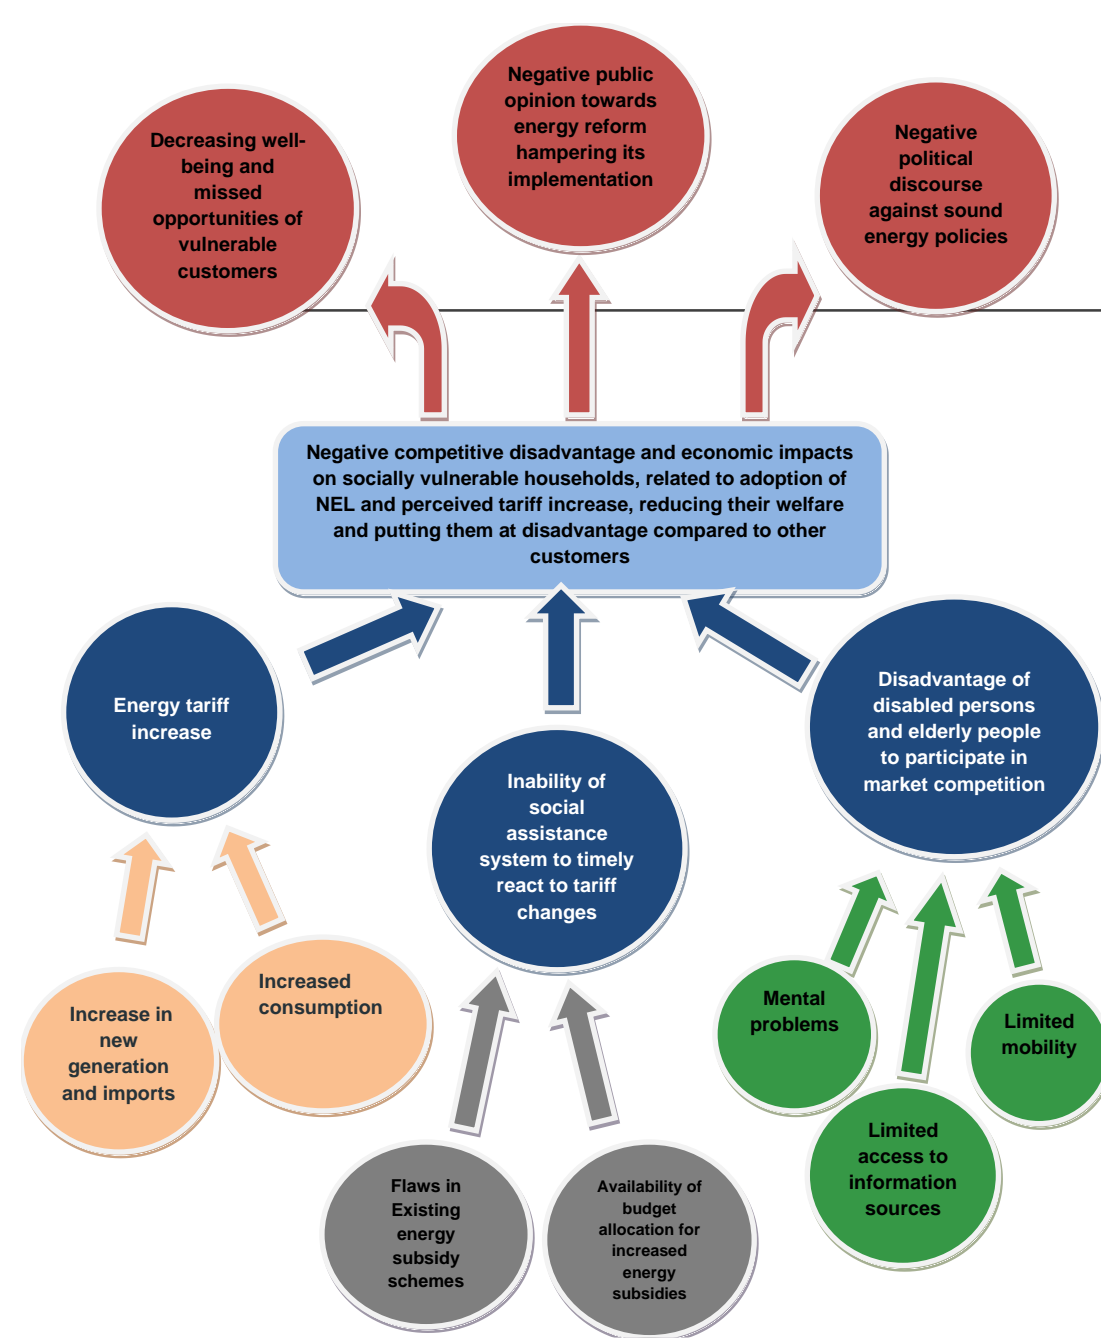 Negative public
opinion towards
energy reform
hampering its
implementation
Decreasing well-
being and
missed
opportunities of
vulnerable
customers
Negative
political
discourse
against sound
energy policies
Negative competitive disadvantage and economic impacts
on socially vulnerable households, related to adoption of
NEL and perceived tariff increase, reducing their welfare
and putting them at disadvantage compared to other
customers
Energy tariff
increase
Inability of
social
assistance
system to timely
react to tariff
changes
Disadvantage of
disabled persons
and elderly people
to participate in
market competition
Increase in
new
generation
and imports
Increased
consumption
Mental
problems
Limited
mobility
Limited
access to
information
sources
Flaws in
Existing
energy
subsidy
schemes
Availability of
budget
allocation for
increased
energy
subsidies